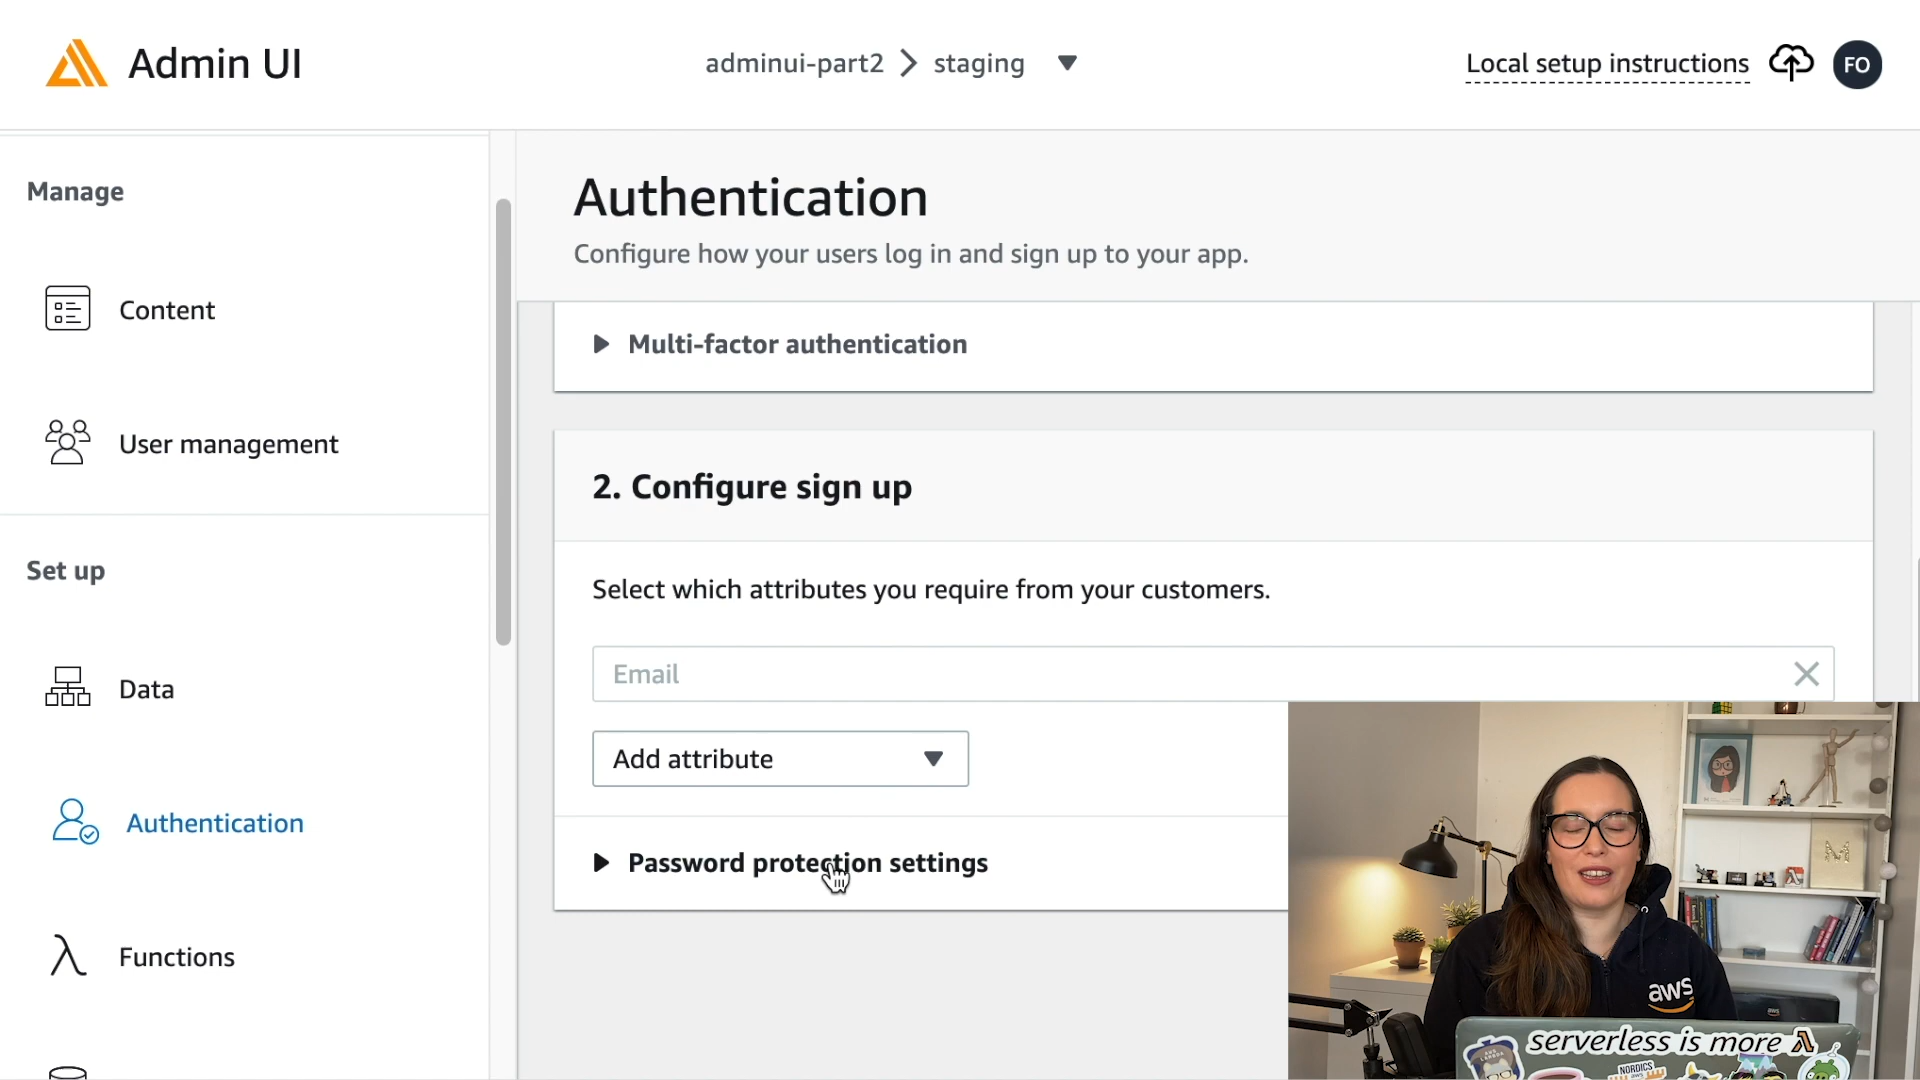 Admin UI
adminui-part2 > staging
Local setup instructions
FO
Manage
Content
User management
Set up
Data
Authentication
Functions
Authentication
Configure how your users log in and sign up to your app.
Multi-factor authentication
2. Configure sign up
Select which attributes you require from your customers.
Email
Add attribute
Password protection settings
aws
serverless is more
NORDICS